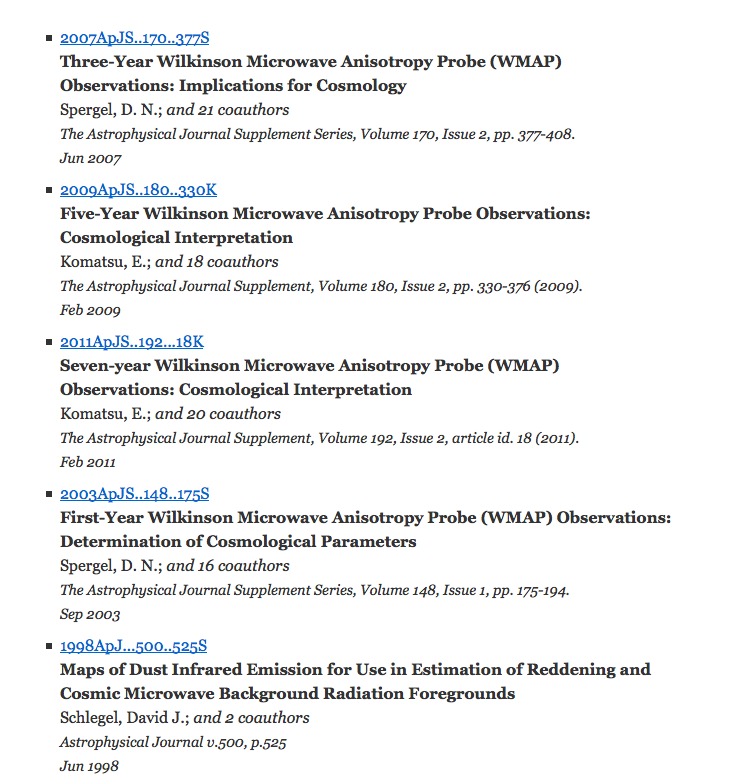 2007ApJS..170..377S
Three-Year Wilkinson Microwave Anisotropy Probe (WMAP)
Observations: Implications for Cosmology
Spergel, D. N.; and 21 coauthors
The Astrophysical Journal Supplement Series, Volume 170, Issue 2, pp. 377-408.
Jun 2007
2009ApJS..180..330K
Five-Year Wilkinson Microwave Anisotropy Probe Observations:
Cosmological Interpretation
Komatsu, E.; and 18 coauthors
The Astrophysical Journal Supplement, Volume 180, Issue 2, pp. 330-376 (2009).
Feb 2009
2011ApJS..192...18K
Seven-year Wilkinson Microwave Anisotropy Probe (WMAP)
Observations: Cosmological Interpretation
Komatsu, E.; and 20 coauthors
The Astrophysical Journal Supplement, Volume 192, Issue 2, article id. 18 (2011).
Feb 2011
2003ApJS..148..175S
First-Year Wilkinson Microwave Anisotropy Probe (WMAP) Observations:
Determination of Cosmological Parameters
Spergel, D. N.; and 16 coauthors
The Astrophysical Journal Supplement Series, Volume 148, Issue 1, pp. 175-194.
Sep 2003
1998ApJ...500..525S
Maps of Dust Infrared Emission for Use in Estimation of Reddening and
Cosmic Microwave Background Radiation Foregrounds
Schlegel, David J.; and 2 coauthors
Astrophysical Journal v.500, p.525
Jun 1998